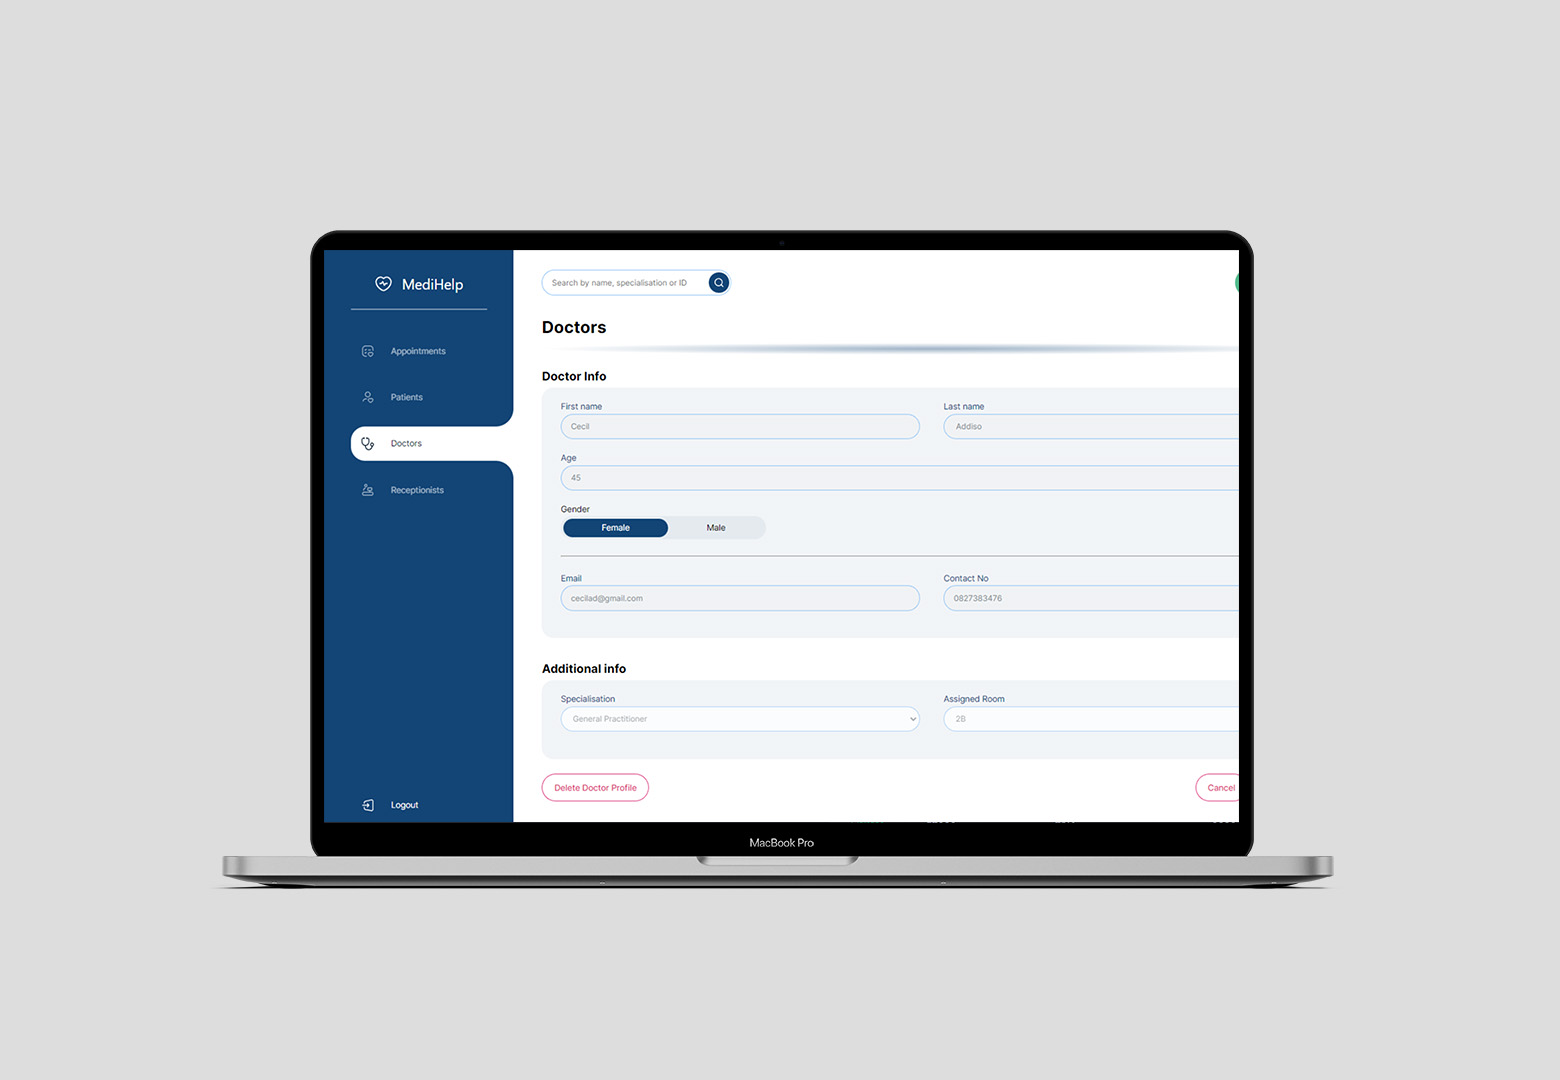 MediHelp
Appointments
Patients
Doctors
Receptionists
Logout
Search by name, specialisation or ID
Doctors
Doctor Info
First name
Last name
Cecil
Addiso
Age
45
Gender
Female
Male
Email
Contact No
cecilad@gmail.com
0827383476
Additional info
Specialisation
Assigned Room
General Practitioner
2B
Delete Doctor Profile
Cancel
MacBook Pro